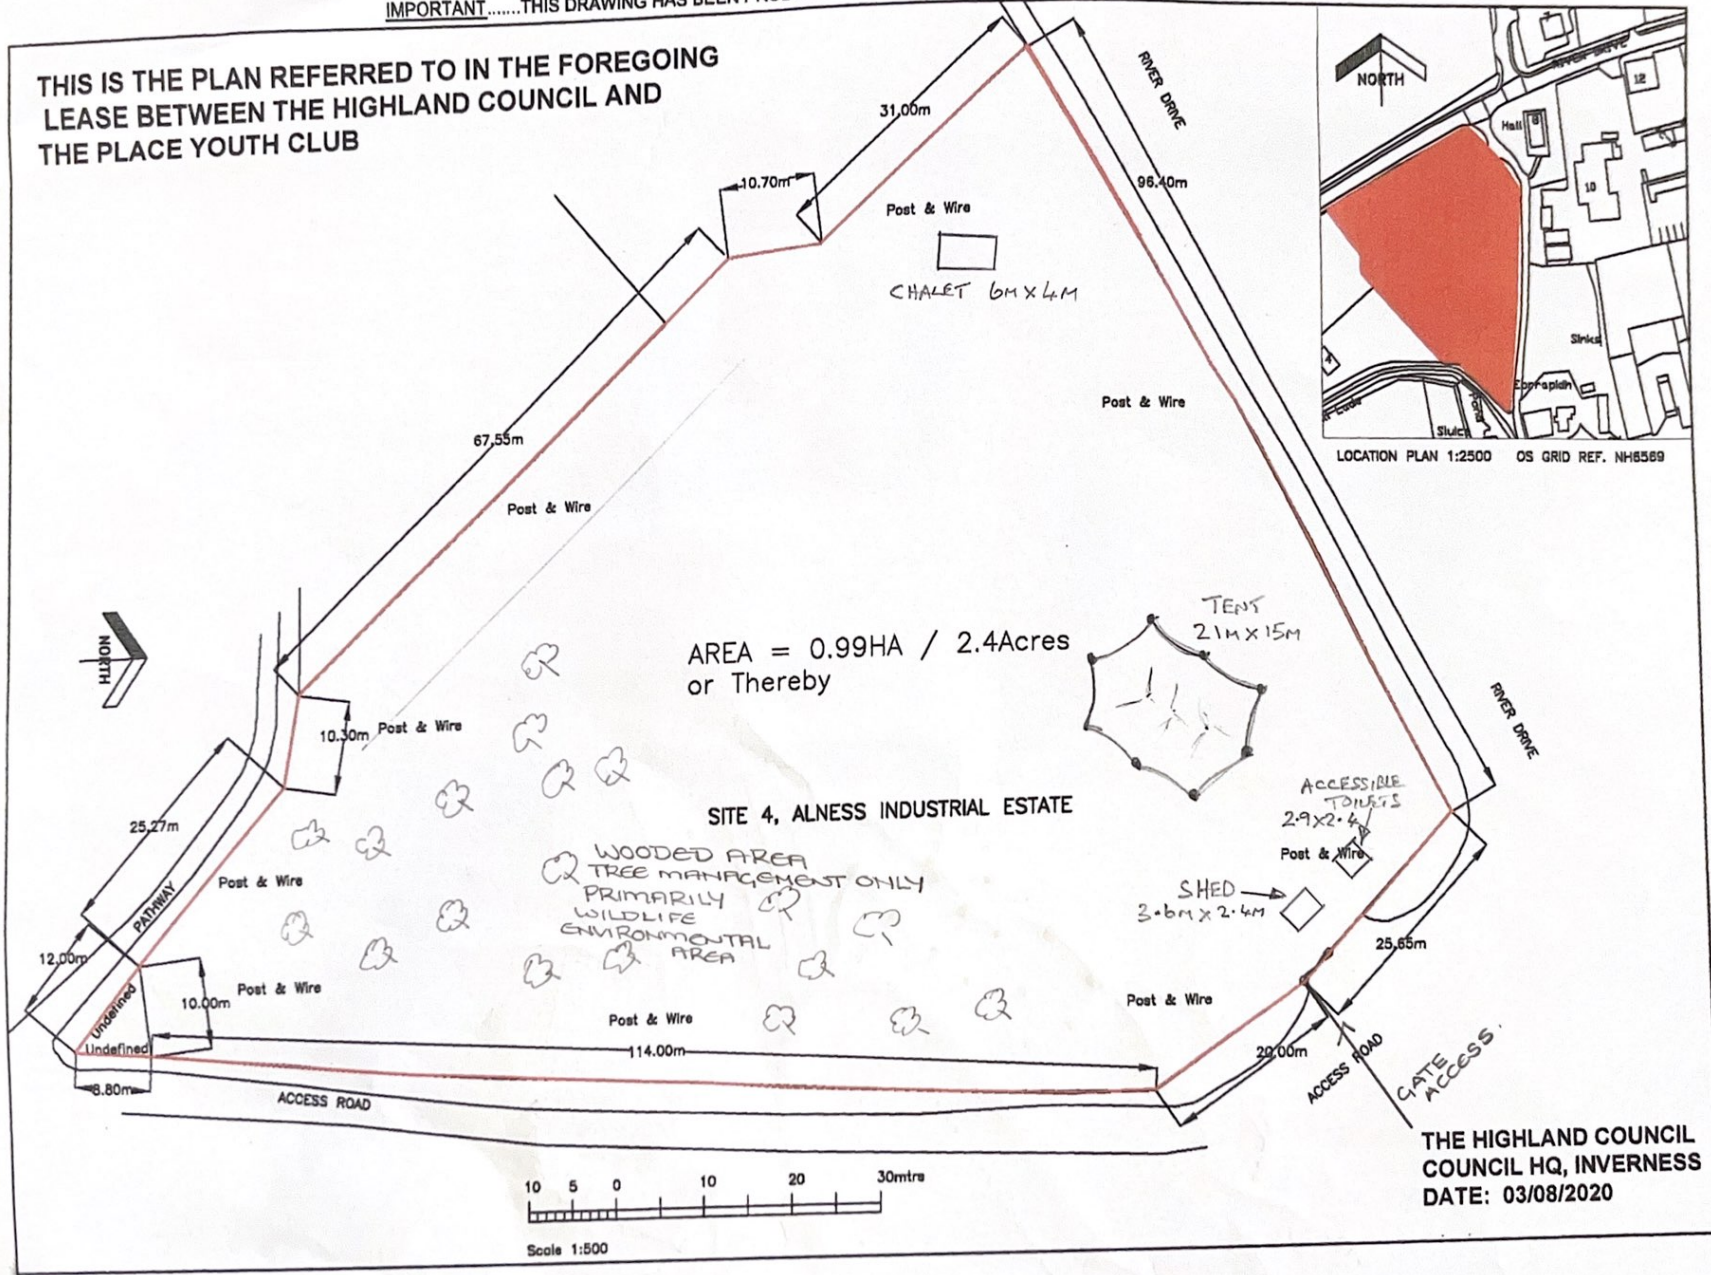 IMPORTANT.......THIS DRAWING HAS BEEN
THIS IS THE PLAN REFERRED TO IN THE FOREGOING
LEASE BETWEEN THE HIGHLAND COUNCIL AND
THE PLACE YOUTH CLUB
31,00m
10.70m
RIVER DRIVE
96.40m
Post & Wire
CHALET 6M X 4M
Post & Wire
67,55m
Post & Wire
NORTH
Hall
8
12
10
Sinks
LOCATION PLAN 1:2500 OS GRID REF. NH6569
NORTH
AREA = 0.99HA / 2.4Acres
or Thereby
TENT
21M X 15M
RIVER DRIVE
10.30m
Post & Wire
SITE 4, ALNESS INDUSTRIAL ESTATE
ACCESSIBLE
TOILETS
2.9X2.4
Post & Wire
25,27m
PATHWAY
Post & Wire
WOODED AREA
TREE MANAGEMENT ONLY
PRIMARILY
WILDLIFE
ENVIRONMENTAL
AREA
SHED
3.6M X 2.4M
25,65m
12,00m
Undefined
10.00m
Post & Wire
Post & Wire
Post & Wire
Undefined
114.00m
20,00m
8.80m
ACCESS ROAD
ACCESS ROAD
GATE
ACCESS.
10 5 0 10 20 30mtrs
Scale 1:500
THE HIGHLAND COUNCIL
COUNCIL HQ, INVERNESS
DATE: 03/08/2020